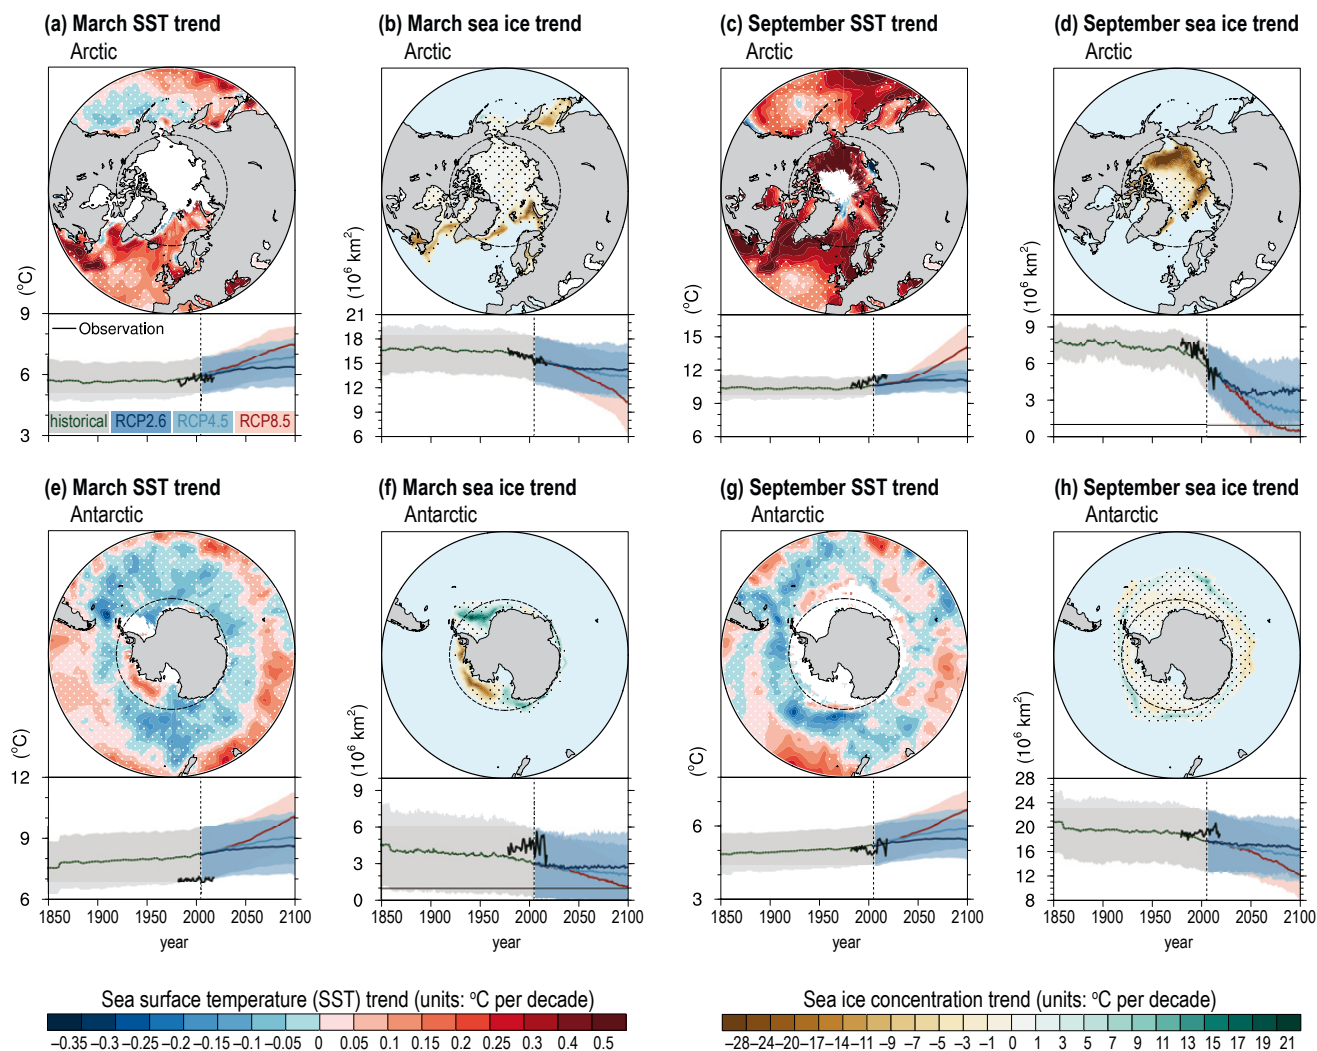 (a) March SST trend
Arctic
(b) March sea ice trend
Arctic
(c) September SST trend
Arctic
(d) September sea ice trend
Arctic
(°C)
9
6
3
Observation
historical
RCP2.6
RCP4.5
RCP8.5
(10⁶ km²)
21
18
15
12
9
6
(°C)
15
12
9
6
(10⁶ km²)
9
6
3
0
(e) March SST trend
Antarctic
(f) March sea ice trend
Antarctic
(g) September SST trend
Antarctic
(h) September sea ice trend
Antarctic
(°C)
12
9
6
1850 1900 1950 2000 2050 2100
year
(10⁶ km²)
9
6
3
0
1850 1900 1950 2000 2050 2100
year
(°C)
6
3
1850 1900 1950 2000 2050 2100
year
(10⁶ km²)
28
24
20
16
12
8
1850 1900 1950 2000 2050 2100
year
Sea surface temperature (SST) trend (units: °C per decade)
–0.35 –0.3 –0.25 –0.2 –0.15 –0.1 –0.05 0 0.05 0.1 0.15 0.2 0.25 0.3 0.4 0.5
Sea ice concentration trend (units: °C per decade)
–28 –24 –20 –17 –14 –11 –9 –7 –5 –3 –1 0 1 3 5 7 9 11 13 15 17 19 21